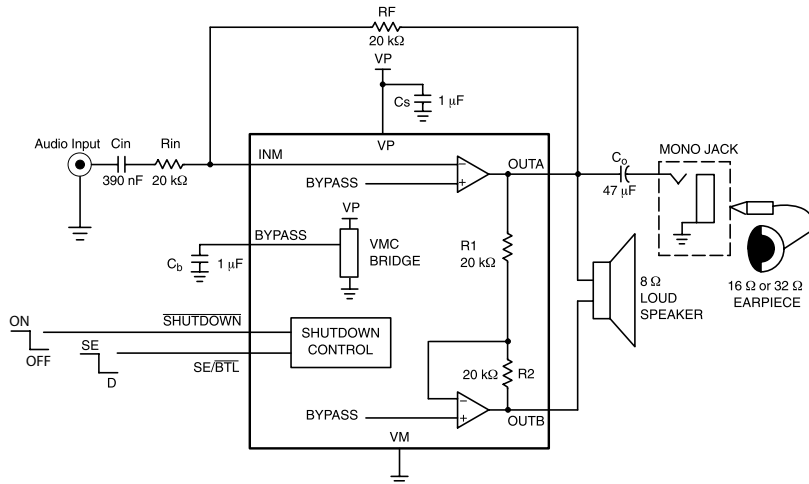 RF
20 kΩ
VP
Cs
1 µF
Audio Input
Cin
Rin
390 nF
20 kΩ
INM
VP
OUTA
BYPASS
Co
47 µF
MONO JACK
BYPASS
Cb
1 µF
VP
VMC
BRIDGE
R1
20 kΩ
8 Ω
LOUD
SPEAKER
16 Ω or 32 Ω
EARPIECE
ON
OFF
SHUTDOWN
SE
D
SE/BTL
SHUTDOWN
CONTROL
20 kΩ
R2
BYPASS
OUTB
VM